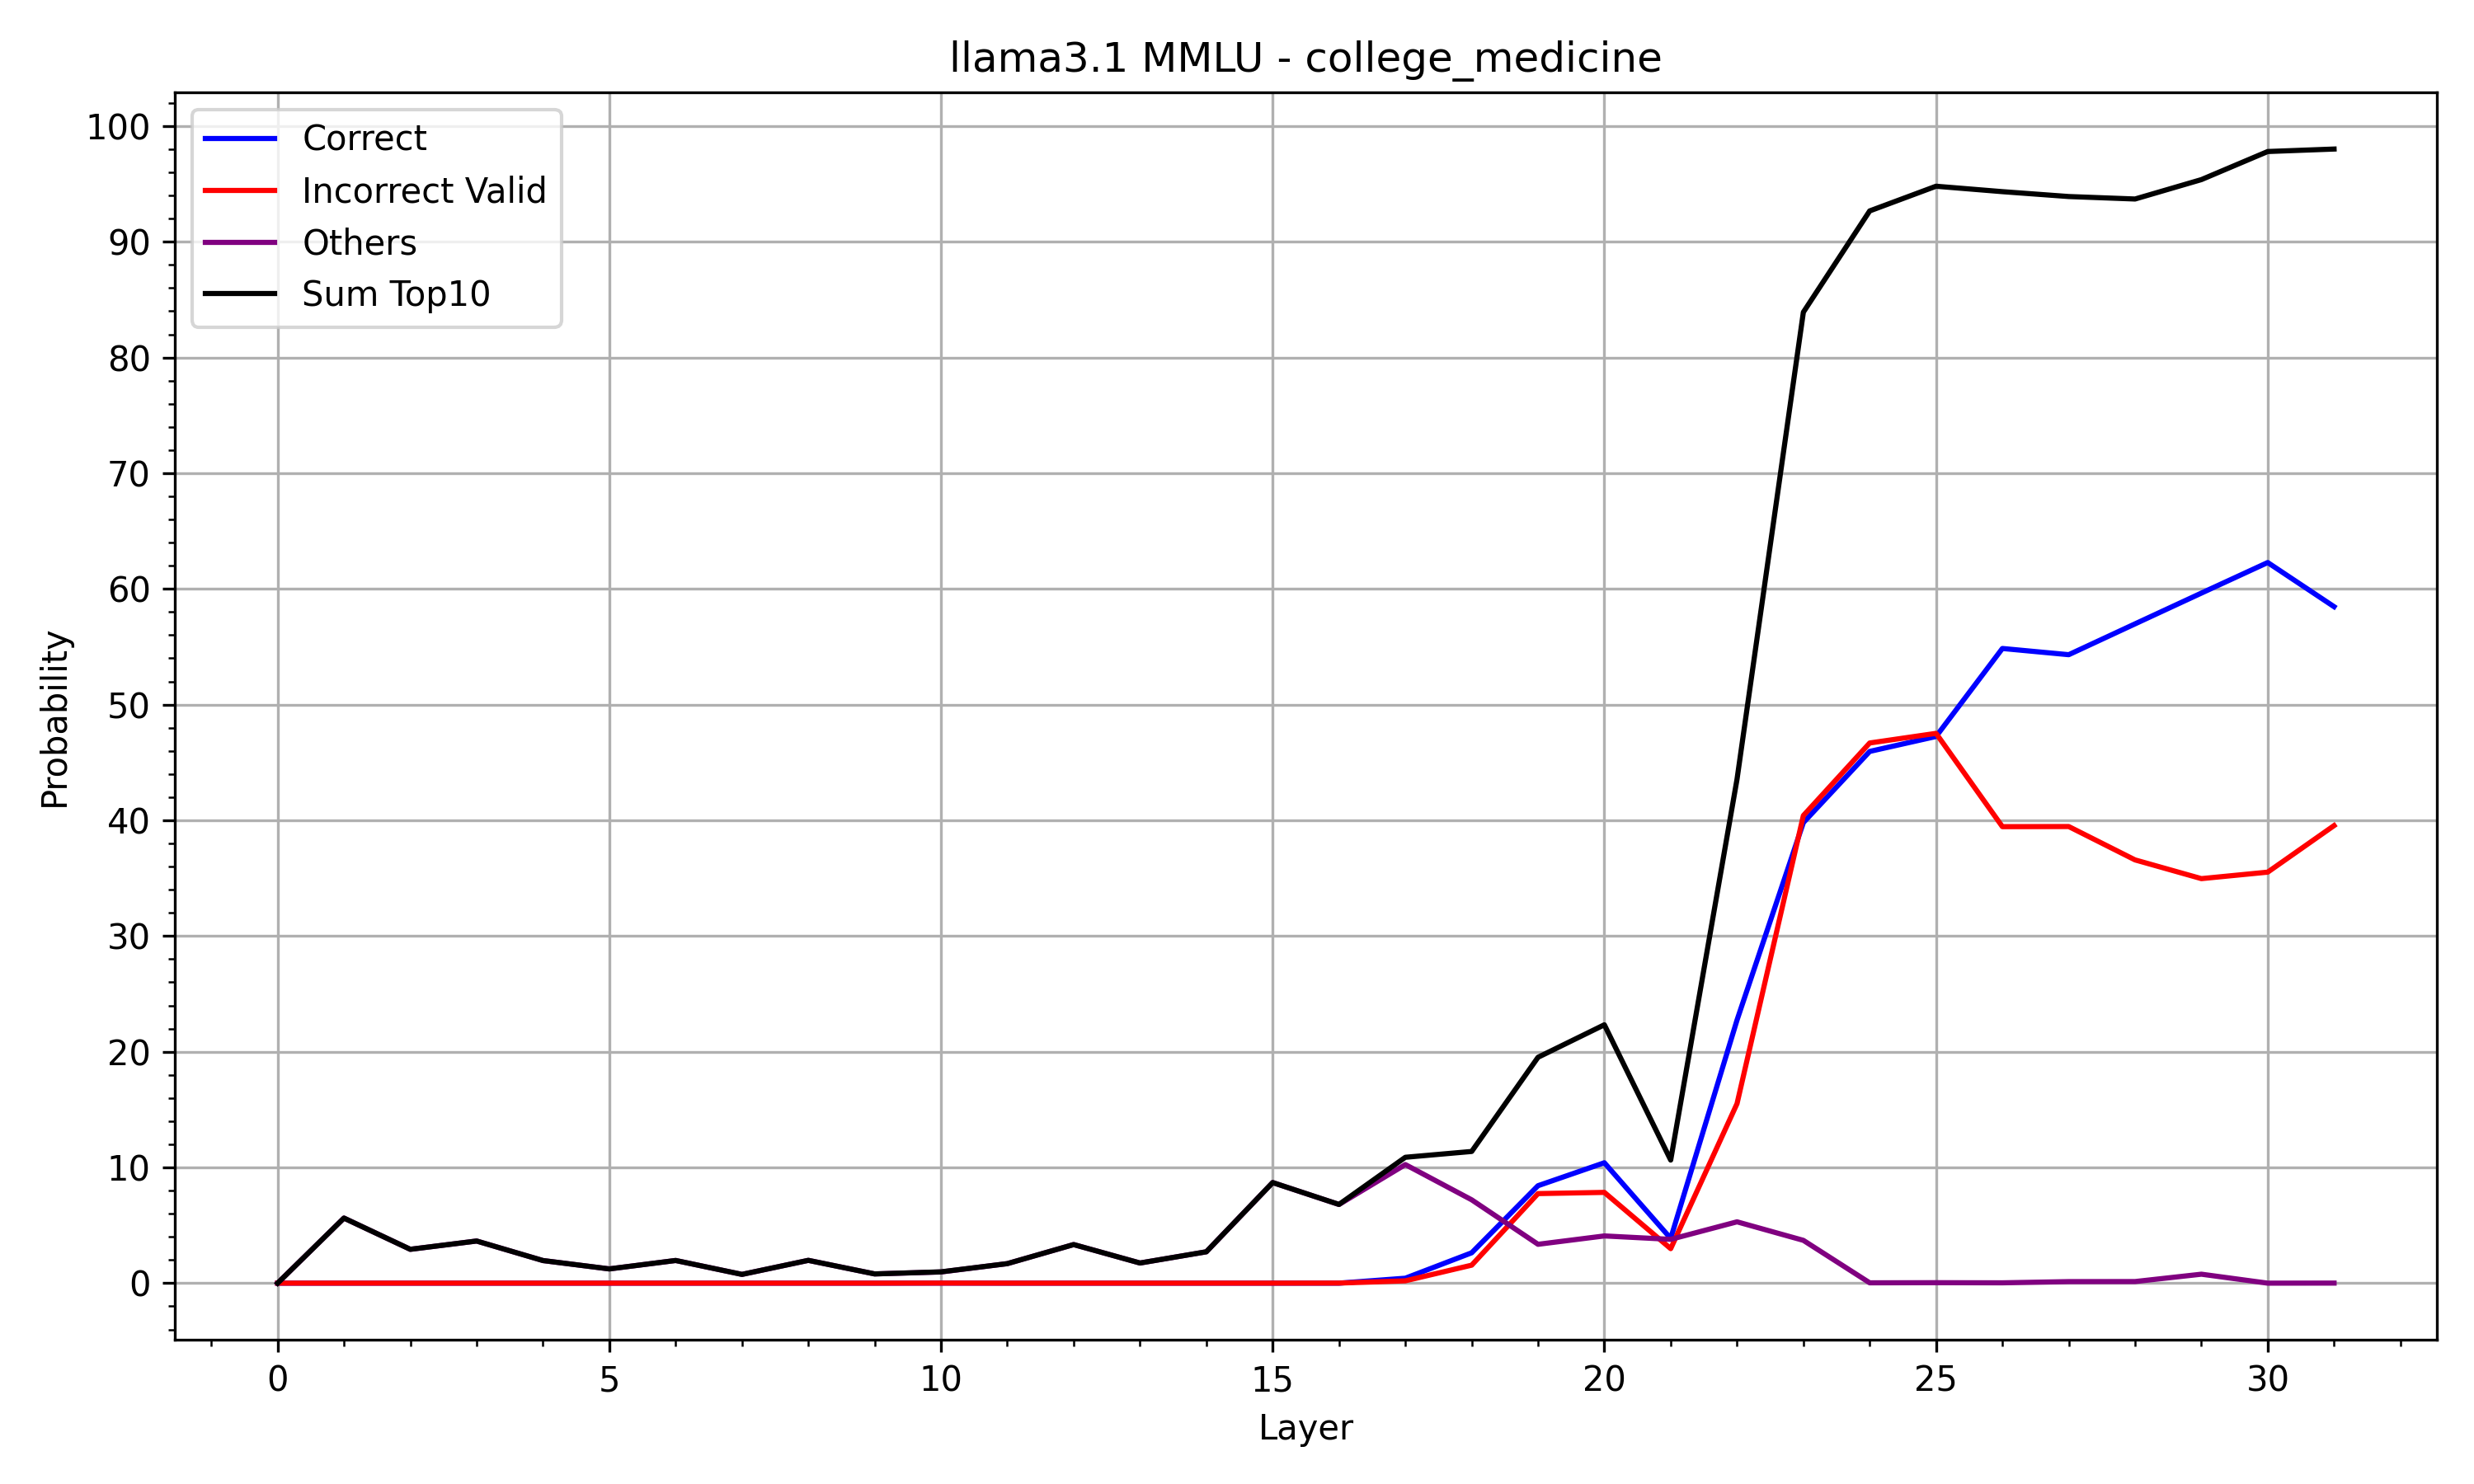 llama3.1 MMLU - college_medicine
Correct
Incorrect Valid
Others
Sum Top10
Probability
100
90
80
70
60
50
40
30
20
10
0
0 5 10 15 20 25 30
Layer